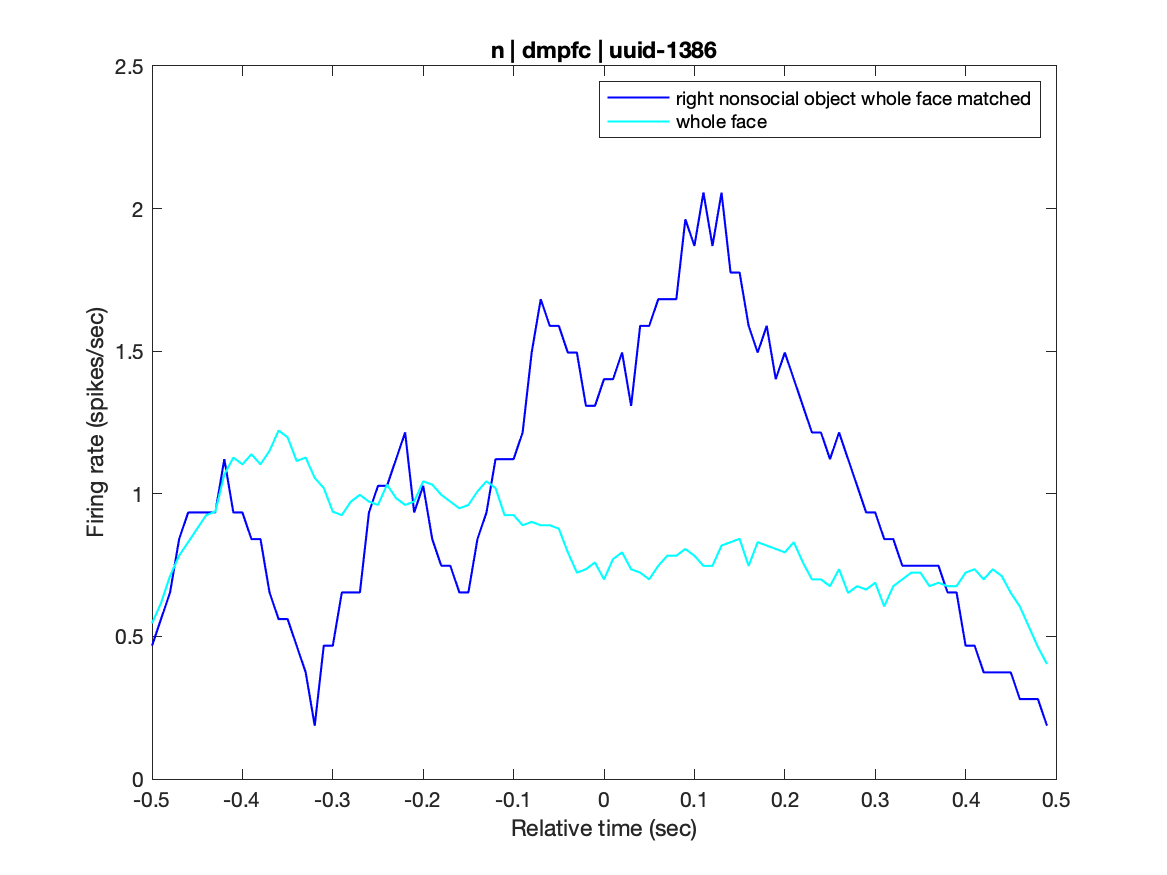 n | dmpfc | uuid-1386
right nonsocial object whole face matched
whole face
2.5
2
1.5
1
0.5
0
Firing rate (spikes/sec)
-0.5 -0.4 -0.3 -0.2 -0.1 0 0.1 0.2 0.3 0.4 0.5
Relative time (sec)